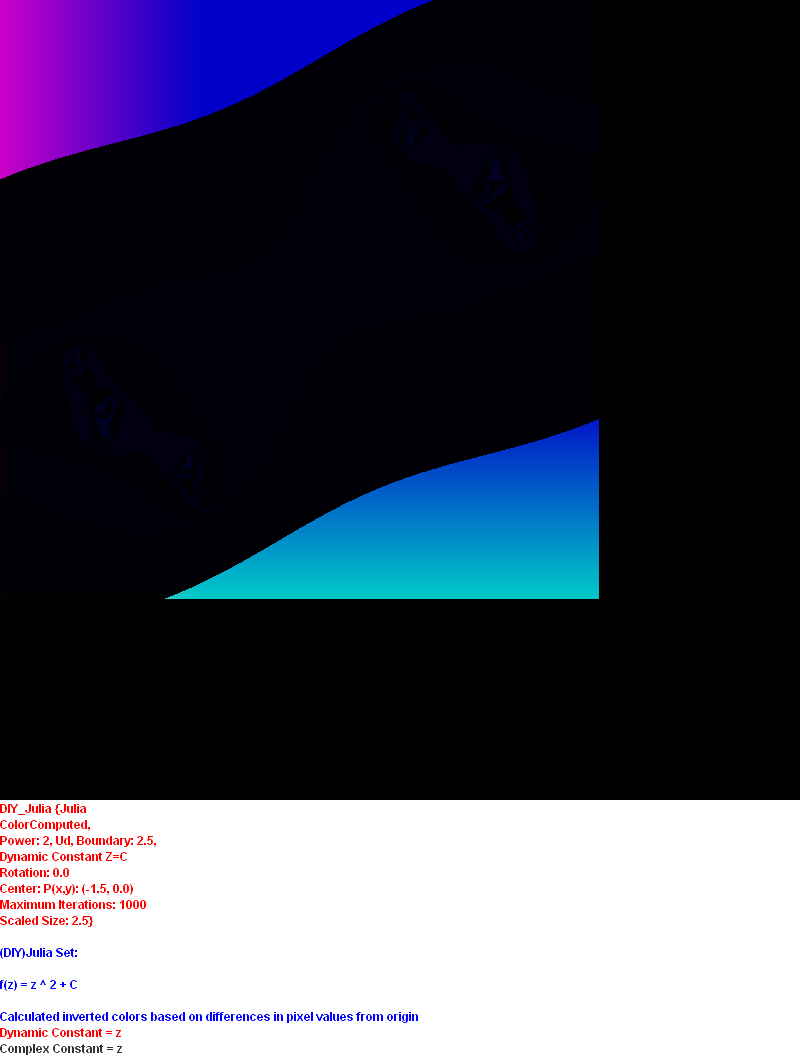 DIY_Julia {Julia
ColorComputed,
Power: 2, Ud, Boundary: 2.5,
Dynamic Constant Z=C
Rotation: 0.0
Center: P(x,y): (-1.5, 0.0)
Maximum Iterations: 1000
Scaled Size: 2.5}
(DIY)Julia Set:
f(z) = z ^ 2 + C
Calculated inverted colors based on differences in pixel values from origin
Dynamic Constant = z
Complex Constant = z